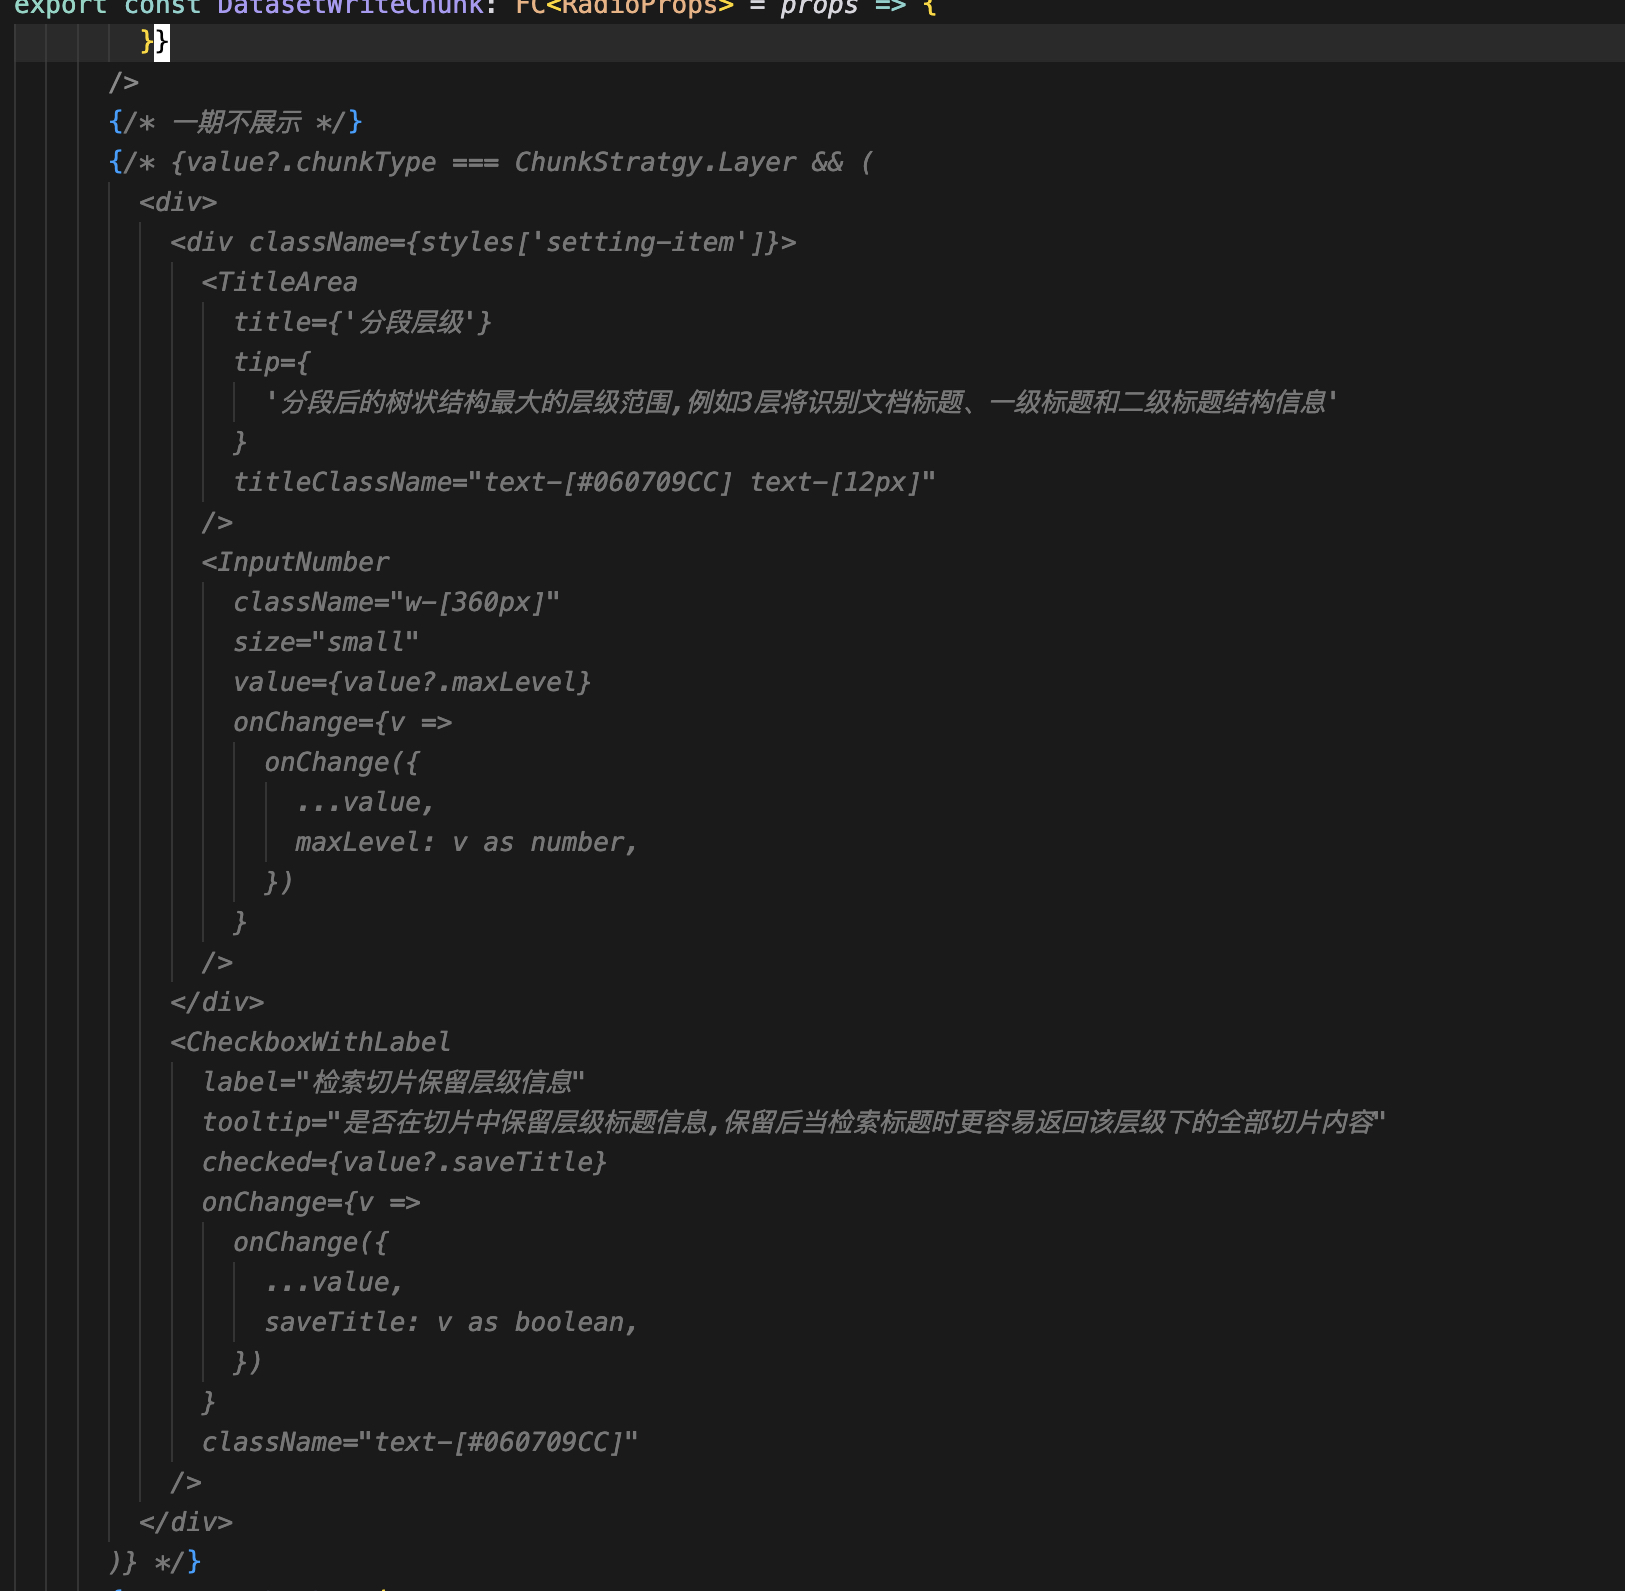 export const DatasetWriteChunk: FC<RadioProps> = props => {
          }}
        />
        {/* 一期不展示 */}
        {/* {value?.chunkType === ChunkStratgy.Layer && (
          <div>
            <div className={styles['setting-item']}>
              <TitleArea
                title={'分段层级'}
                tip={
                  '分段后的树状结构最大的层级范围,例如3层将识别文档标题、一级标题和二级标题结构信息'
                }
                titleClassName="text-[#060709CC] text-[12px]"
              />
              <InputNumber
                className="w-[360px]"
                size="small"
                value={value?.maxLevel}
                onChange={v =>
                  onChange({
                    ...value,
                    maxLevel: v as number,
                  })
                }
              />
            </div>
            <CheckboxWithLabel
              label="检索切片保留层级信息"
              tooltip="是否在切片中保留层级标题信息,保留后当检索标题时更容易返回该层级下的全部切片内容"
              checked={value?.saveTitle}
              onChange={v =>
                onChange({
                  ...value,
                  saveTitle: v as boolean,
                })
              }
              className="text-[#060709CC]"
            />
          </div>
        )} */}